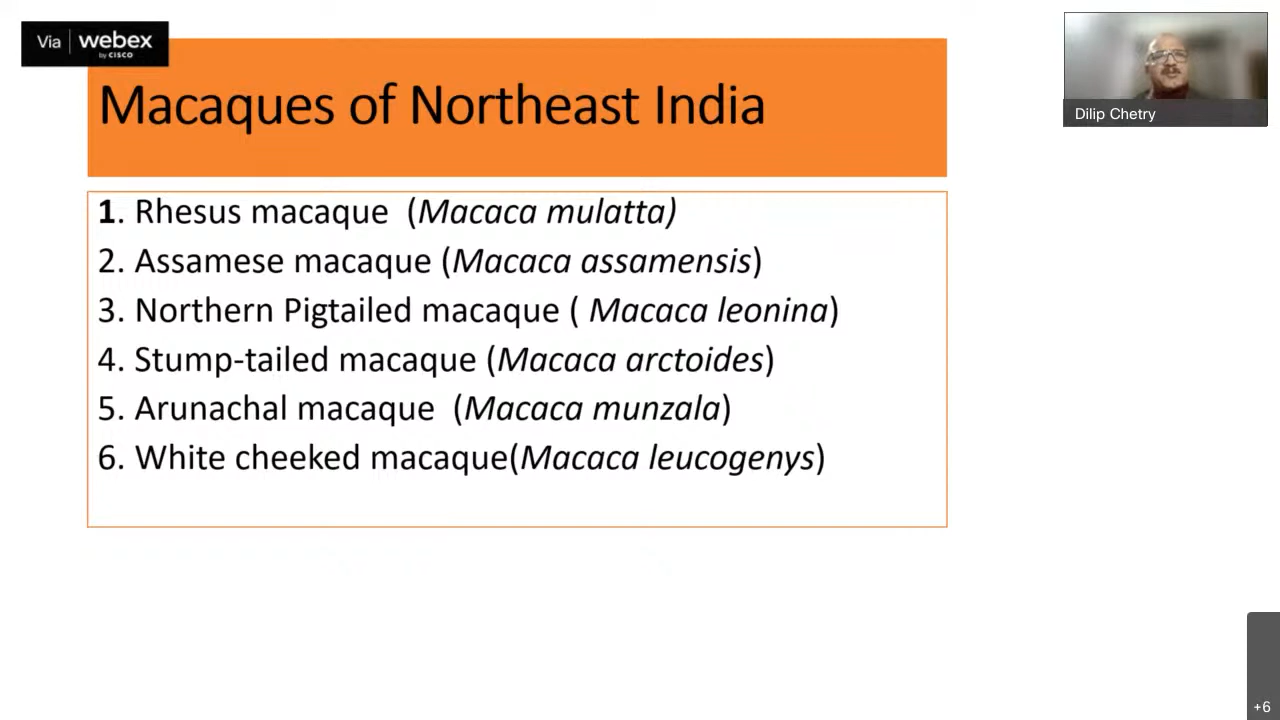 Via webex
by CISCO
Macaques of Northeast India
Dilip Chetry
1. Rhesus macaque (Macaca mulatta)
2. Assamese macaque (Macaca assamensis)
3. Northern Pigtailed macaque ( Macaca leonina)
4. Stump-tailed macaque (Macaca arctoides)
5. Arunachal macaque (Macaca munzala)
6. White cheeked macaque(Macaca leucogenys)
+6